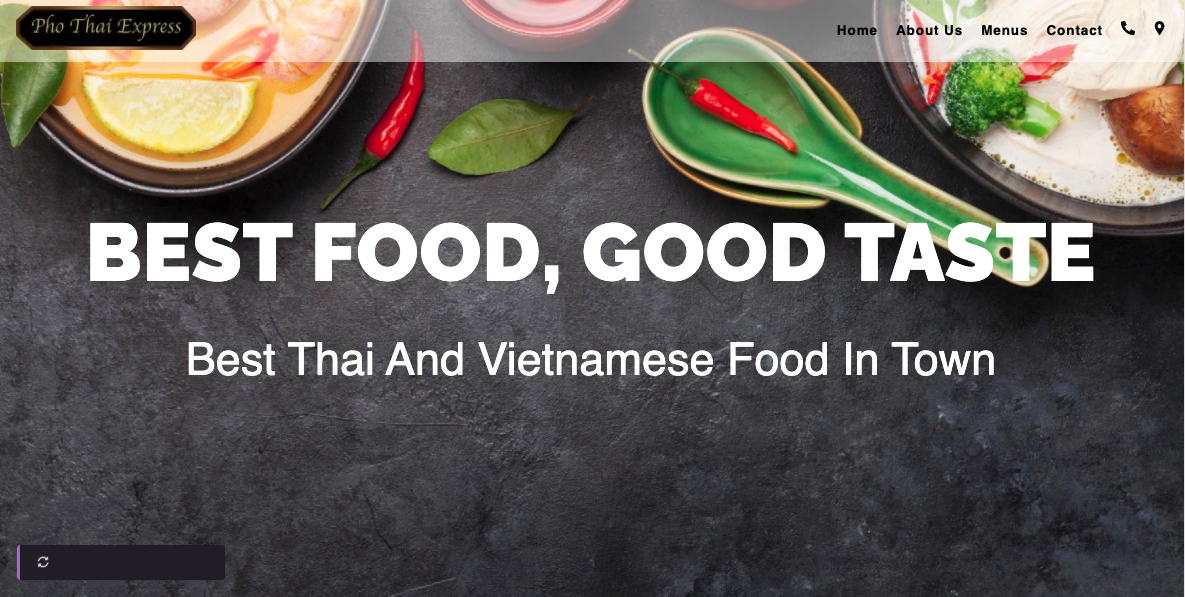 Pho Thai Express
Home About Us Menus Contact
BEST FOOD, GOOD TASTE
Best Thai And Vietnamese Food In Town